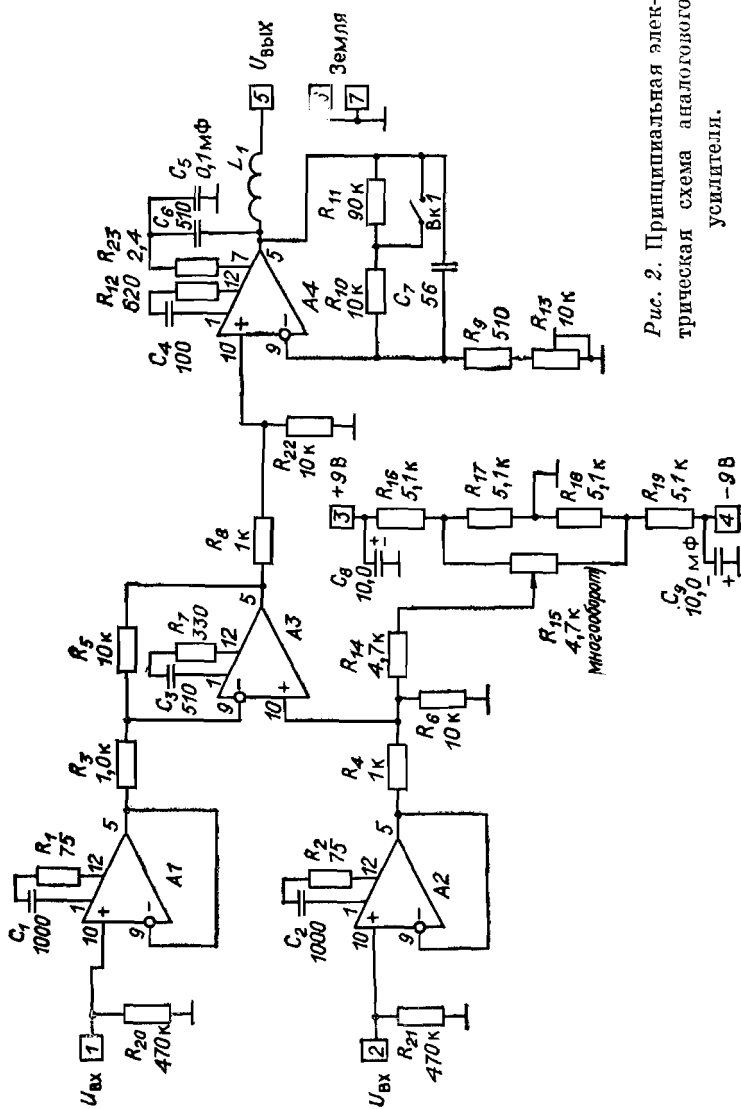 Uвх
1
R20
470к
C1
1000
R1
75
1
12
10
+
9
−
5
A1
R3
1,0к
R5
10к
C3
510
R7
330
1
12
9
−
10
+
5
A3
R8
1к
R22
10к
Uвх
2
R21
470к
C2
1000
R2
75
1
12
10
+
9
−
5
A2
R4
1к
R6
10к
R14
4,7к
R15
4,7к
многооборот
3
+9В
C8
10,0
+
−
R16
5,1к
R17
5,1к
R18
5,1к
R19
5,1к
C9
10,0 мФ
−
+
4
−9В
C4
100
R12
620
R23
2,4
C6
510
C5
0,1мФ
1
12
7
10
+
9
−
5
A4
L1
5
Uвых
R10
10к
R11
90к
Вк1
C7
56
R9
510
R13
10к
Земля
7
Рис. 2. Принципиальная элек-
трическая схема аналогового
усилителя.